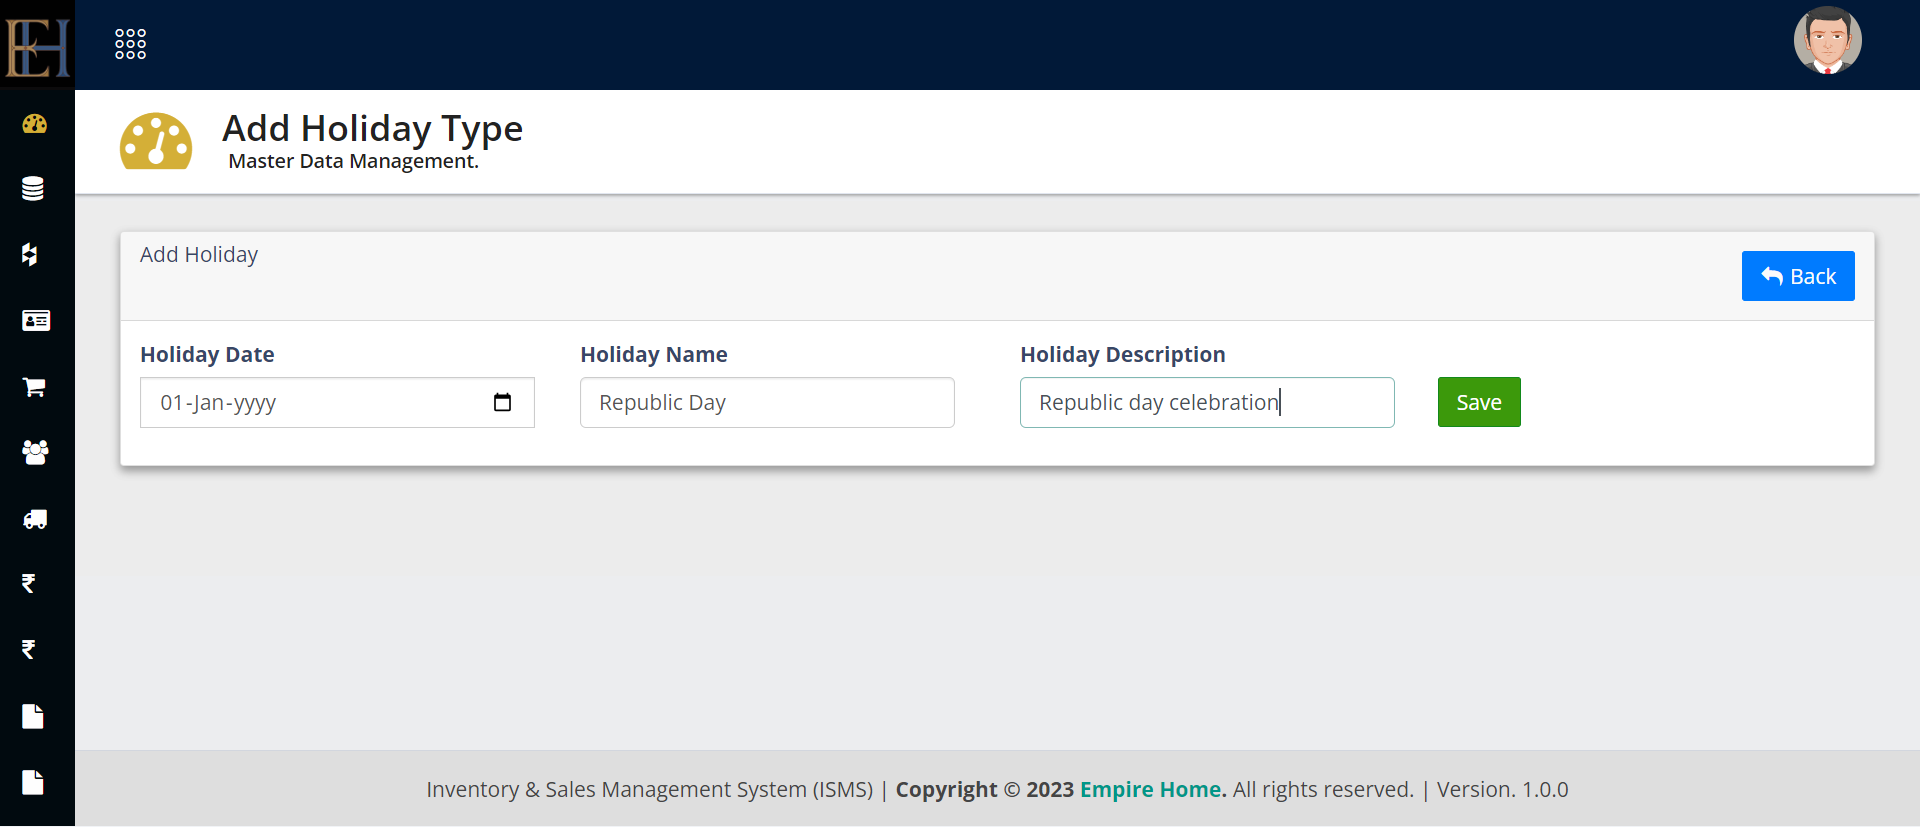 EH
Add Holiday Type
Master Data Management.
Add Holiday
Back
Holiday Date
Holiday Name
Holiday Description
01-Jan-yyyy
Republic Day
Republic day celebration
Save
₹
₹
Inventory & Sales Management System (ISMS) | Copyright © 2023 Empire Home. All rights reserved. | Version. 1.0.0